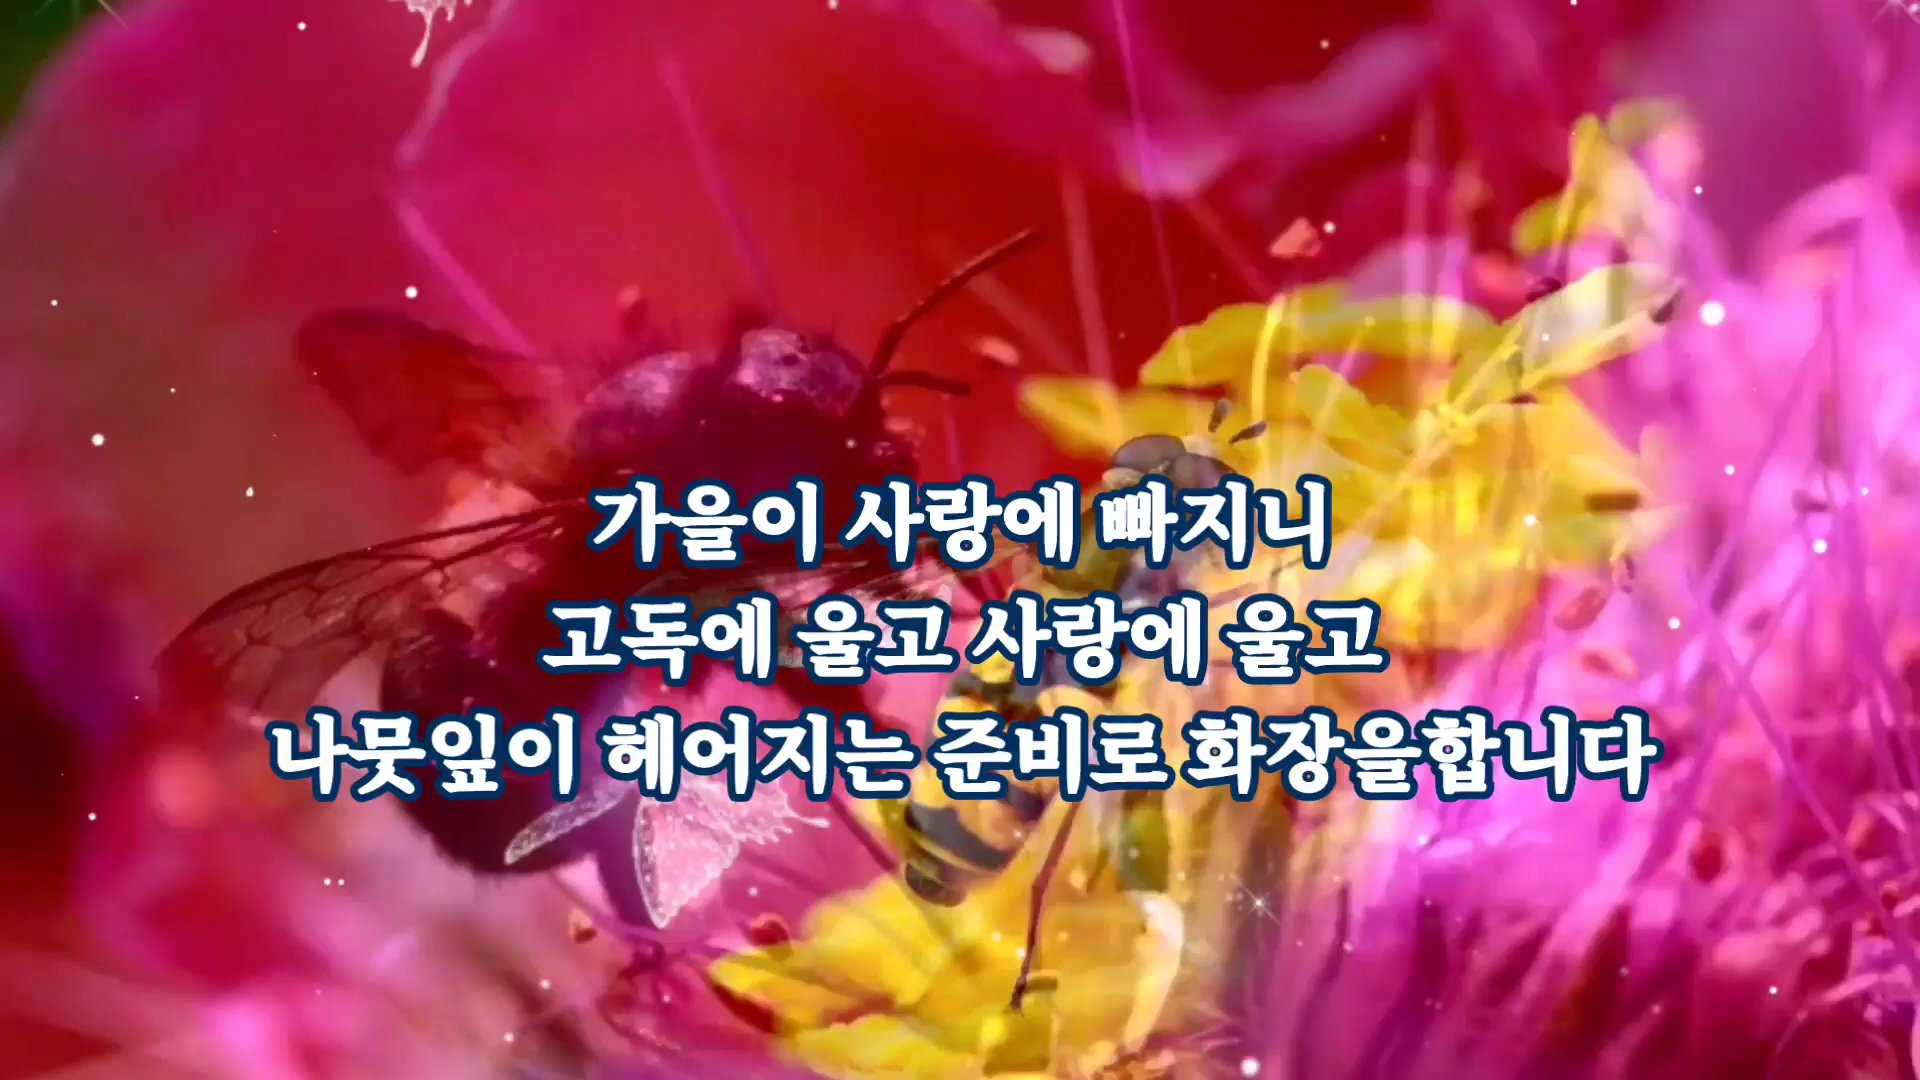 가을이 사랑에 빠지니
고독에 울고 사랑에 울고
나뭇잎이 헤어지는 준비로 화장을합니다